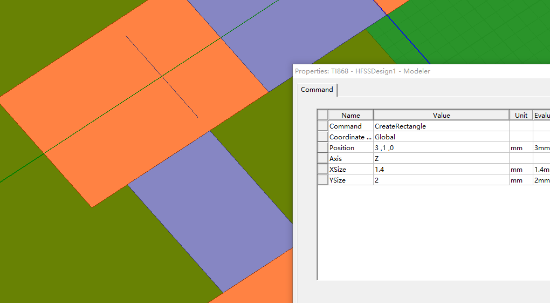 Properties: TI668 - HFSSDesign1 - Modeler
Command
Name Value Unit Evalu
Command CreateRectangle
Coordinate ... Global
Position 3 ,1 ,0 mm 3mm
Axis Z
XSize 1.4 mm 1.4m
YSize 2 mm 2mm